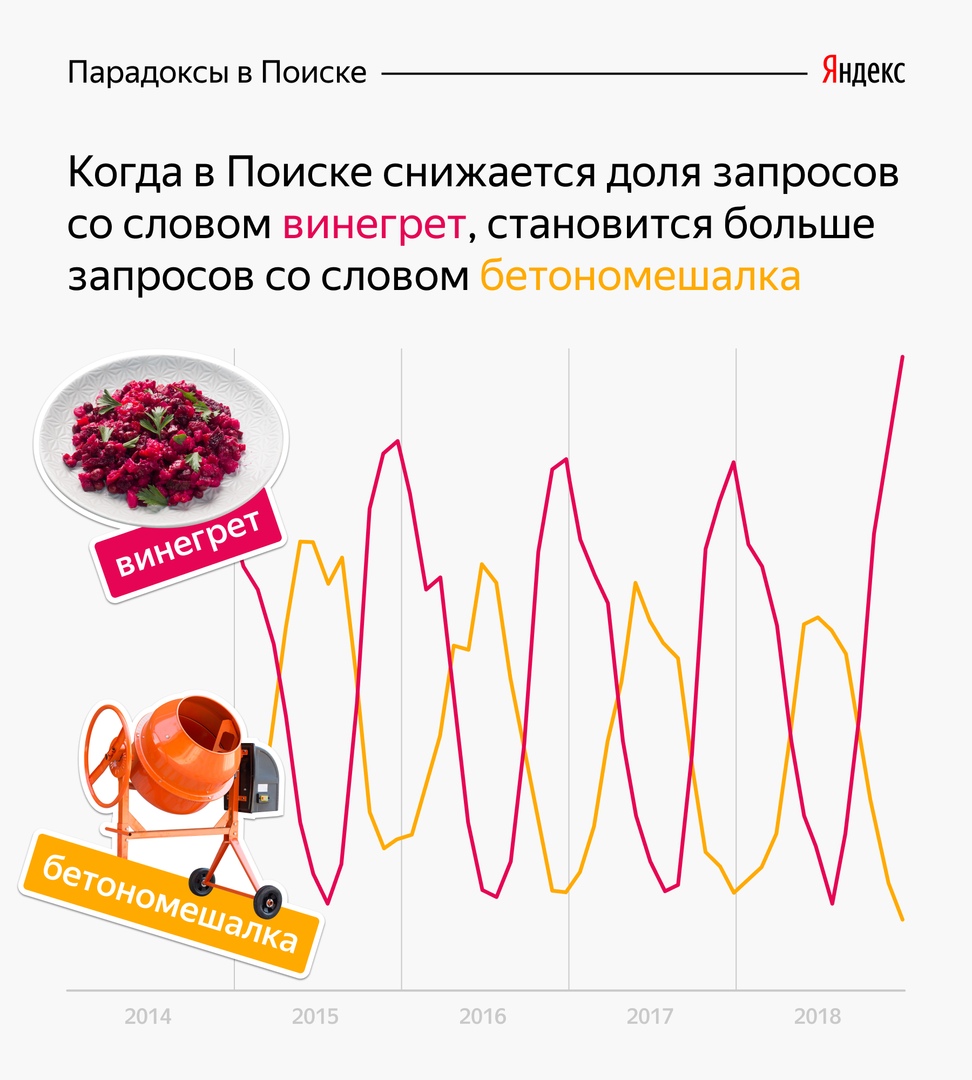 Парадоксы в Поиске
Яндекс
Когда в Поиске снижается доля запросов
со словом винегрет, становится больше
запросов со словом бетономешалка
винегрет
бетономешалка
2014
2015
2016
2017
2018